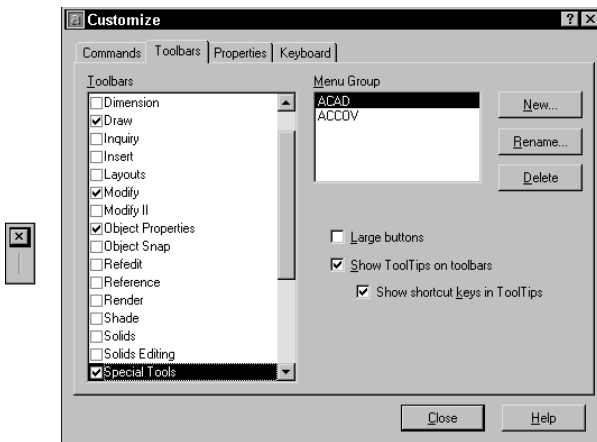 Customize
Commands Toolbars Properties Keyboard
Toolbars
Dimension
Draw
Inquiry
Insert
Layouts
Modify
Modify II
Object Properties
Object Snap
Refedit
Reference
Render
Shade
Solids
Solids Editing
Special Tools
Menu Group
ACAD
ACCOV
New...
Rename...
Delete
Large buttons
Show ToolTips on toolbars
Show shortcut keys in ToolTips
Close Help